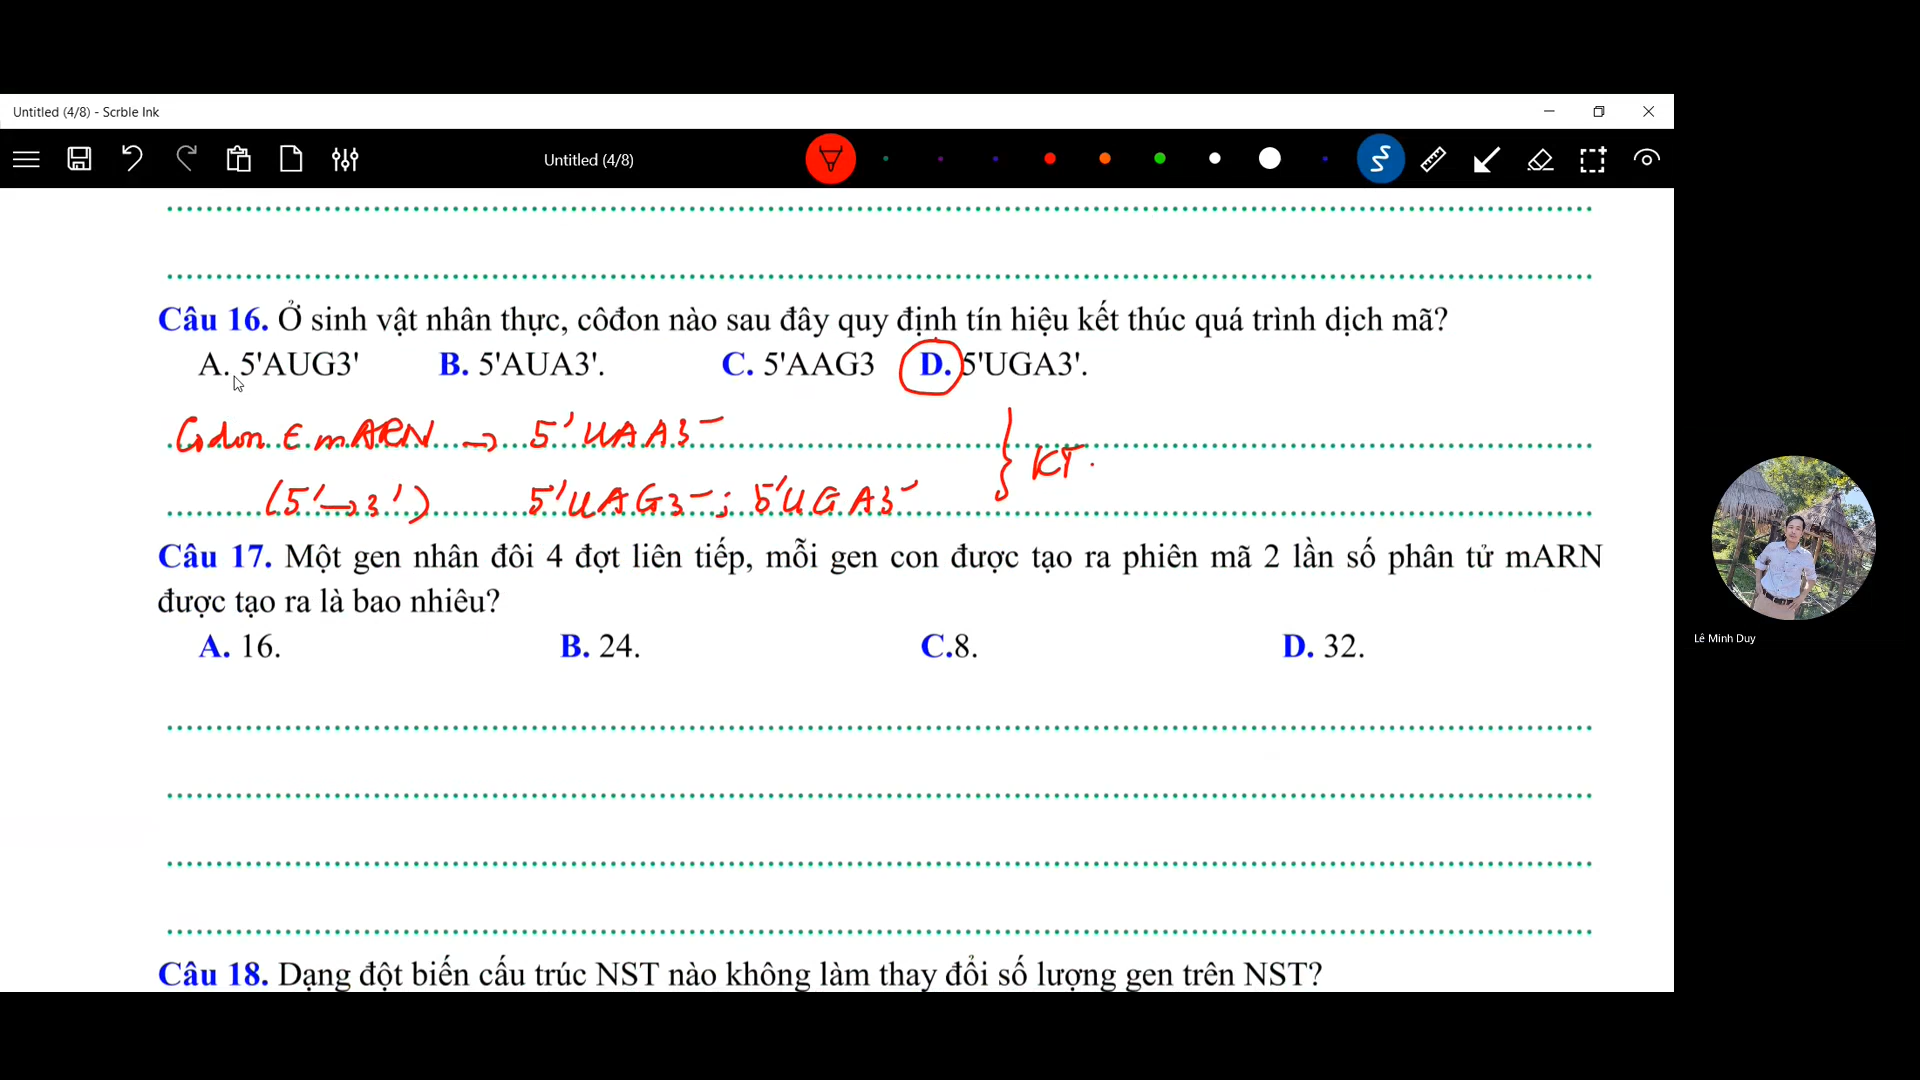 Untitled (4/8) - Scrble Ink
Untitled (4/8)
Câu 16. Ở sinh vật nhân thực, côđon nào sau đây quy định tín hiệu kết thúc quá trình dịch mã?
A. 5'AUG3' B. 5'AUA3'. C. 5'AAG3 D. 5'UGA3'.
Codon ∈ mARN → 5'UAA3'
(5'→3') 5'UAG3'; 5'UGA3' } KT.
Câu 17. Một gen nhân đôi 4 đợt liên tiếp, mỗi gen con được tạo ra phiên mã 2 lần số phân tử mARN
được tạo ra là bao nhiêu?
A. 16. B. 24. C.8. D. 32.
Lê Minh Duy
Câu 18. Dạng đột biến cấu trúc NST nào không làm thay đổi số lượng gen trên NST?